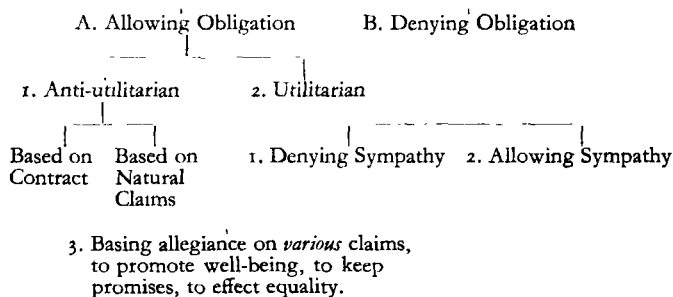 A. Allowing Obligation B. Denying Obligation
1. Anti-utilitarian 2. Utilitarian
Based on Based on 1. Denying Sympathy 2. Allowing Sympathy
Contract Natural
Claims
3. Basing allegiance on various claims,
to promote well-being, to keep
promises, to effect equality.